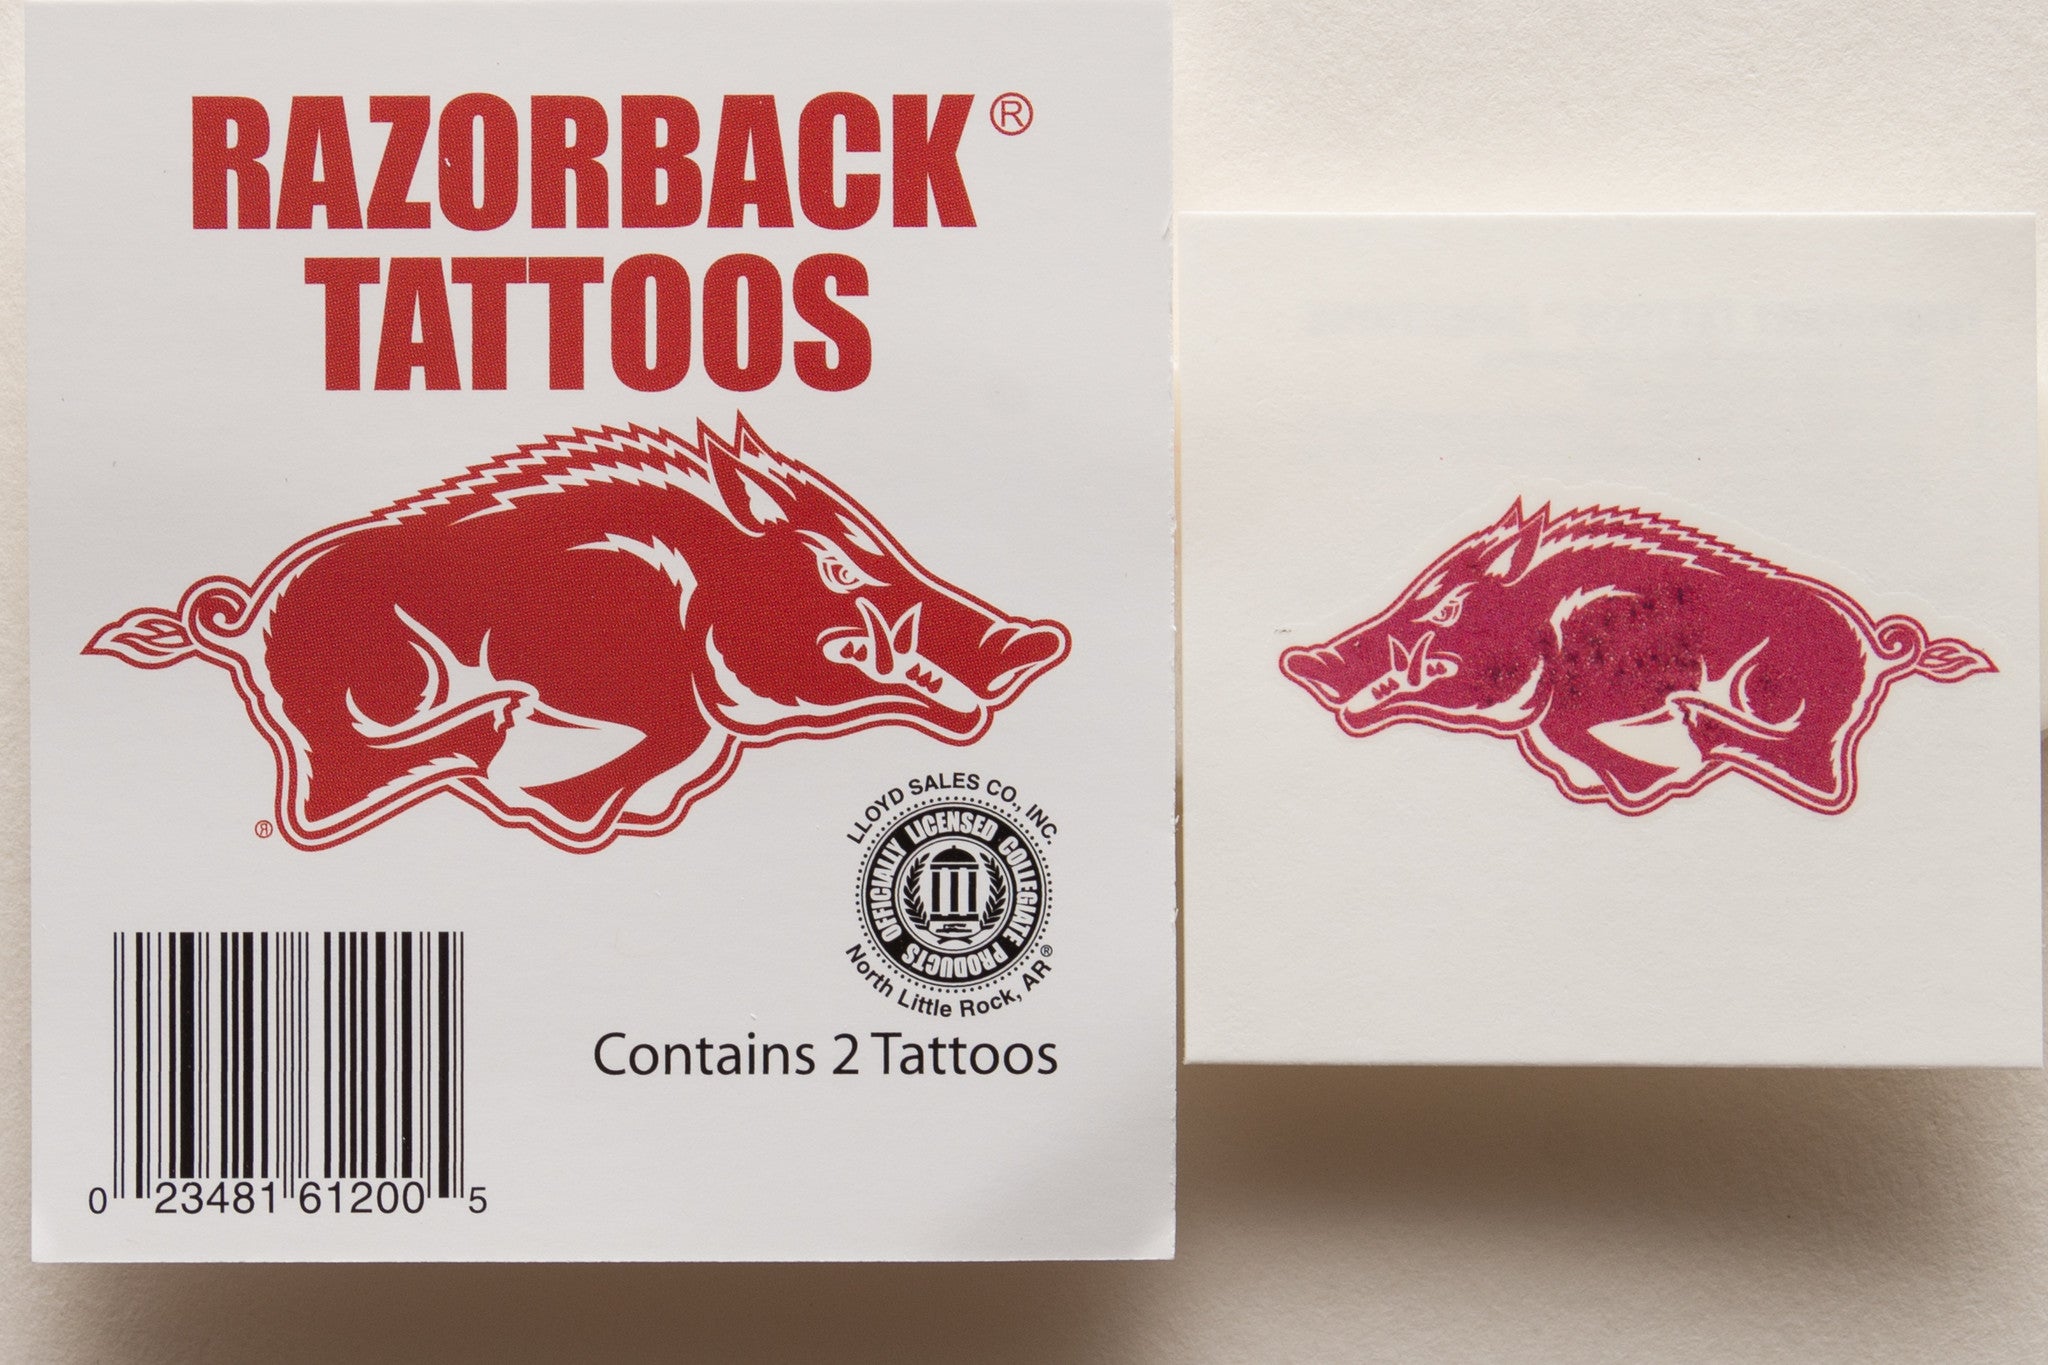 RAZORBACK®
TATTOOS
®
LLOYD SALES CO., INC.
OFFICIALLY LICENSED COLLEGIATE PRODUCTS
North Little Rock, AR®
Contains 2 Tattoos
0 23481 61200 5